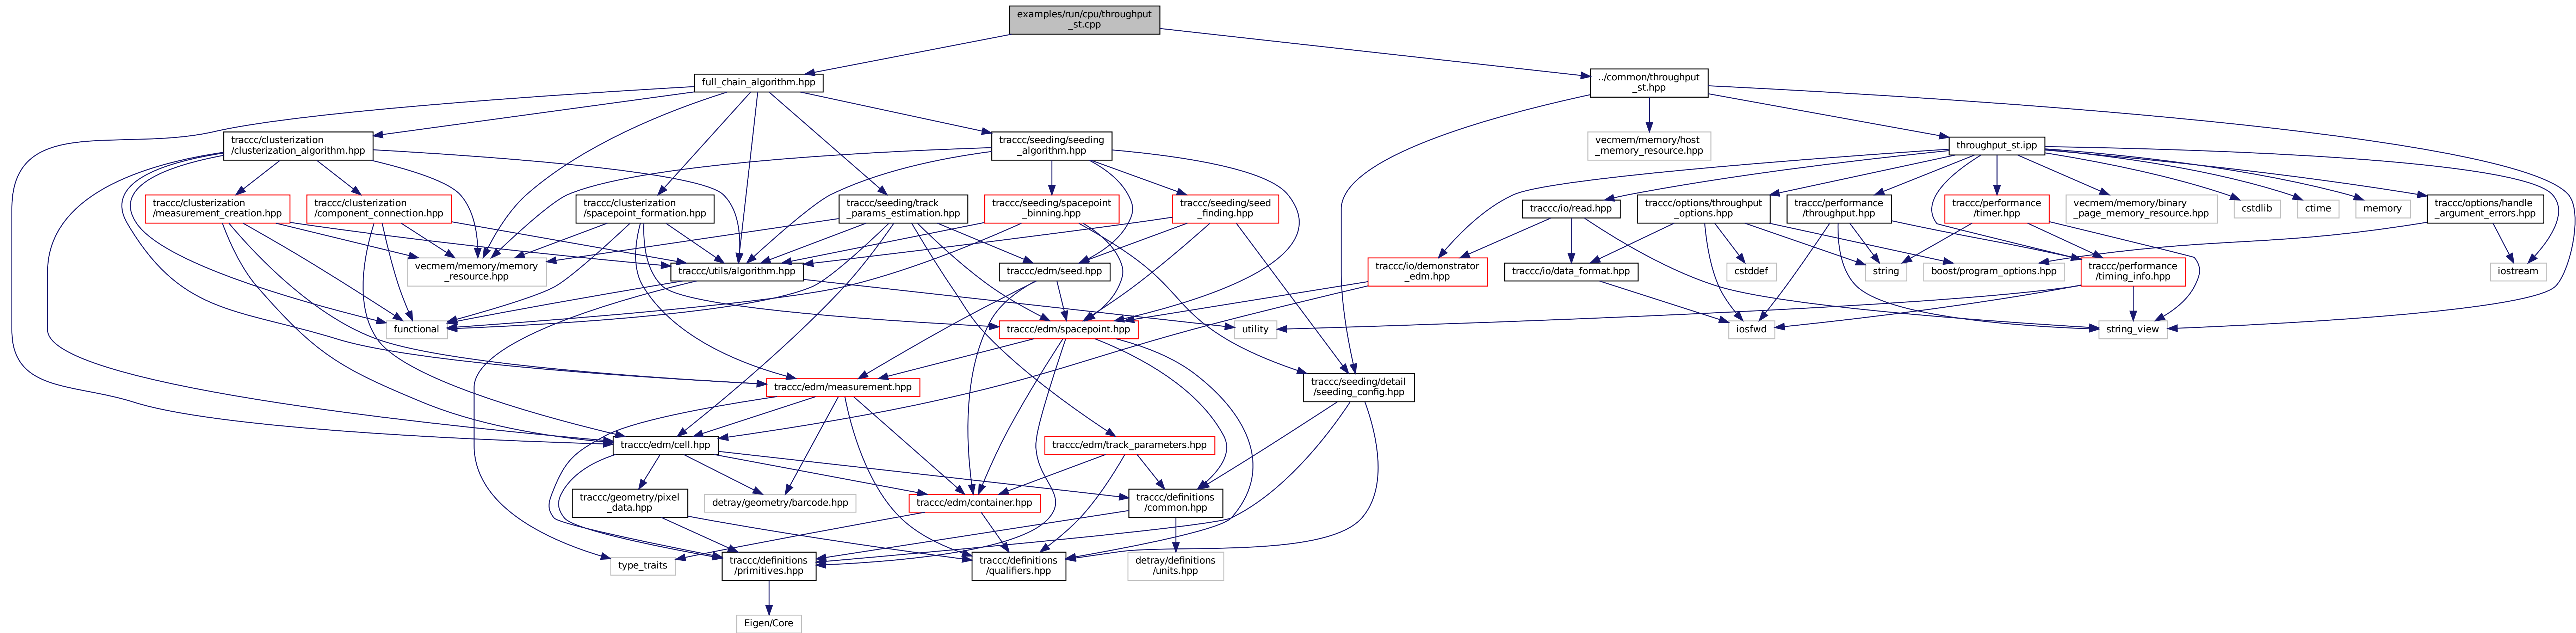 examples/run/cpu/throughput
_st.cpp
full_chain_algorithm.hpp
../common/throughput
_st.hpp
traccc/clusterization
/clusterization_algorithm.hpp
traccc/seeding/seeding
_algorithm.hpp
vecmem/memory/host
_memory_resource.hpp
throughput_st.ipp
traccc/clusterization
/measurement_creation.hpp
traccc/clusterization
/component_connection.hpp
traccc/clusterization
/spacepoint_formation.hpp
traccc/seeding/track
_params_estimation.hpp
traccc/seeding/spacepoint
_binning.hpp
traccc/seeding/seed
_finding.hpp
traccc/io/read.hpp
traccc/options/throughput
_options.hpp
traccc/performance
/throughput.hpp
traccc/performance
/timer.hpp
vecmem/memory/binary
_page_memory_resource.hpp
cstdlib
ctime
memory
traccc/options/handle
_argument_errors.hpp
vecmem/memory/memory
_resource.hpp
traccc/utils/algorithm.hpp
traccc/edm/seed.hpp
traccc/io/demonstrator
_edm.hpp
traccc/io/data_format.hpp
cstddef
string
boost/program_options.hpp
traccc/performance
/timing_info.hpp
iostream
functional
traccc/edm/spacepoint.hpp
utility
iosfwd
string_view
traccc/edm/measurement.hpp
traccc/seeding/detail
/seeding_config.hpp
traccc/edm/cell.hpp
traccc/edm/track_parameters.hpp
traccc/geometry/pixel
_data.hpp
detray/geometry/barcode.hpp
traccc/edm/container.hpp
traccc/definitions
/common.hpp
type_traits
traccc/definitions
/primitives.hpp
traccc/definitions
/qualifiers.hpp
detray/definitions
/units.hpp
Eigen/Core